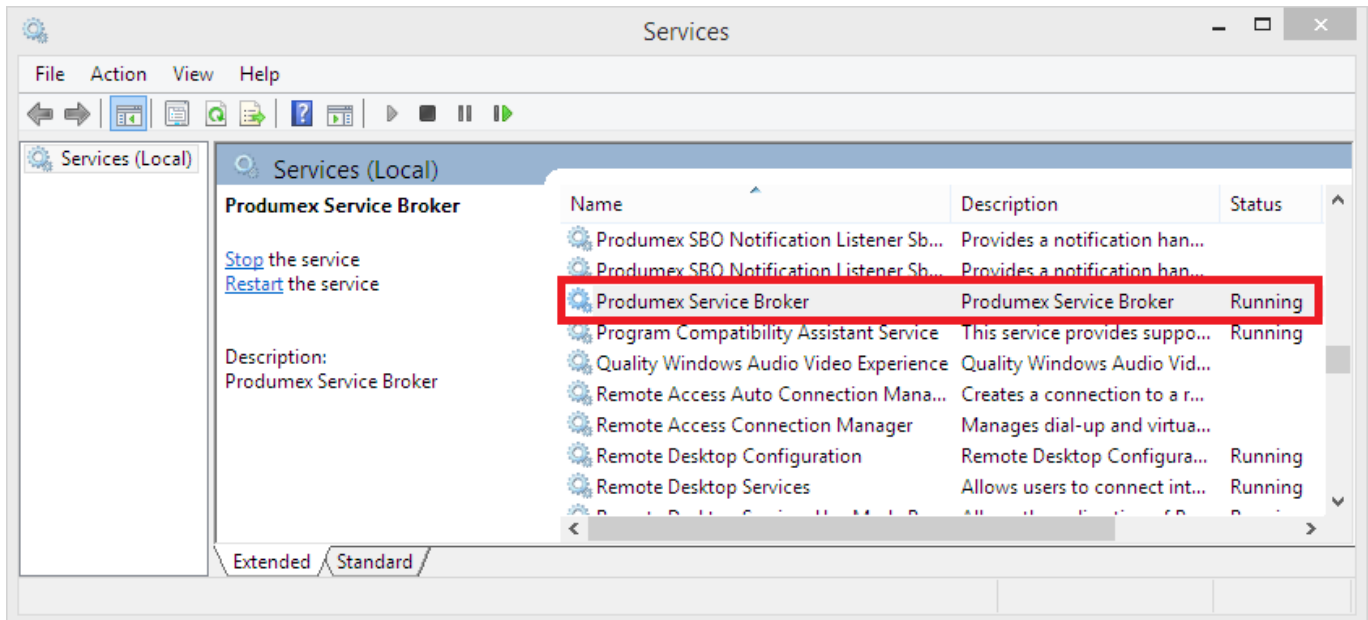 Services
File Action View Help
Services (Local)
Services (Local)
Produmex Service Broker
Stop the service
Restart the service
Description:
Produmex Service Broker
Name Description Status
Produmex SBO Notification Listener Sb... Provides a notification han...
Produmex SBO Notification Listener Sb... Provides a notification han...
Produmex Service Broker Produmex Service Broker Running
Program Compatibility Assistant Service This service provides suppo... Running
Quality Windows Audio Video Experience Quality Windows Audio Vid...
Remote Access Auto Connection Mana... Creates a connection to a r...
Remote Access Connection Manager Manages dial-up and virtua...
Remote Desktop Configuration Remote Desktop Configura... Running
Remote Desktop Services Allows users to connect int... Running
Extended Standard